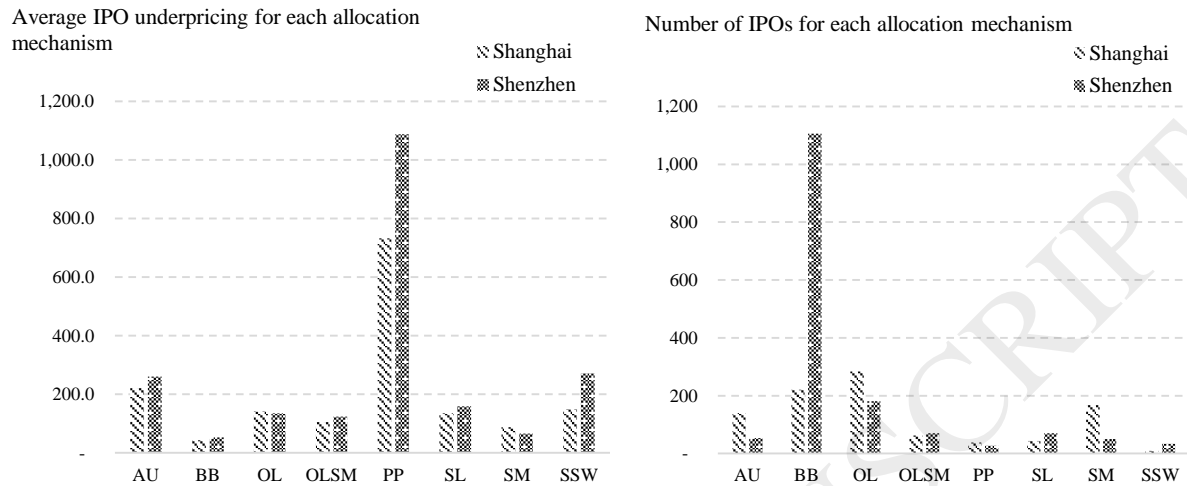 Average IPO underpricing for each allocation
mechanism
Shanghai
Shenzhen
1,200.0
1,000.0
800.0
600.0
400.0
200.0
-
AU BB OL OLSM PP SL SM SSW
Number of IPOs for each allocation mechanism
Shanghai
Shenzhen
1,200
1,000
800
600
400
200
-
AU BB OL OLSM PP SL SM SSW
SCRIPT